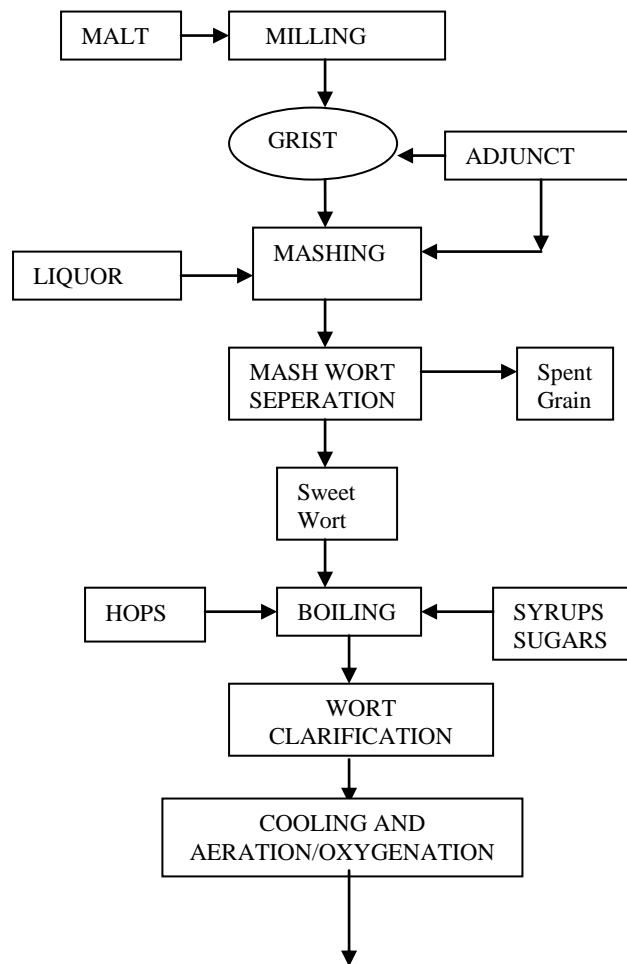 MALT
MILLING
GRIST
ADJUNCT
MASHING
LIQUOR
MASH WORT
SEPERATION
Spent
Grain
Sweet
Wort
HOPS
BOILING
SYRUPS
SUGARS
WORT
CLARIFICATION
COOLING AND
AERATION/OXYGENATION